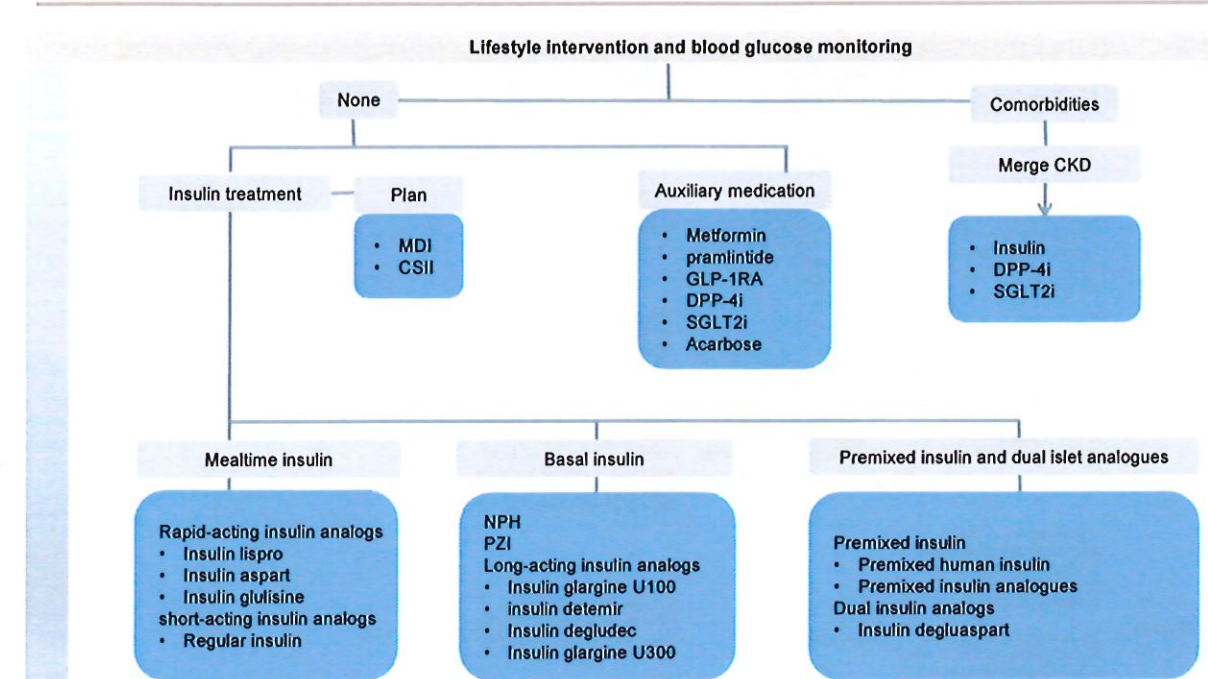 Lifestyle intervention and blood glucose monitoring
None
Comorbidities
Merge CKD
Insulin treatment
Plan
Auxiliary medication
• MDI
• CSII
• Metformin
• pramlintide
• GLP-1RA
• DPP-4i
• SGLT2i
• Acarbose
• Insulin
• DPP-4i
• SGLT2i
Mealtime insulin
Basal insulin
Premixed insulin and dual islet analogues
Rapid-acting insulin analogs
• Insulin lispro
• Insulin aspart
• Insulin glulisine
short-acting insulin analogs
• Regular insulin
NPH
PZI
Long-acting insulin analogs
• Insulin glargine U100
• insulin detemir
• Insulin degludec
• Insulin glargine U300
Premixed insulin
• Premixed human insulin
• Premixed insulin analogues
Dual insulin analogs
• Insulin degluaspart